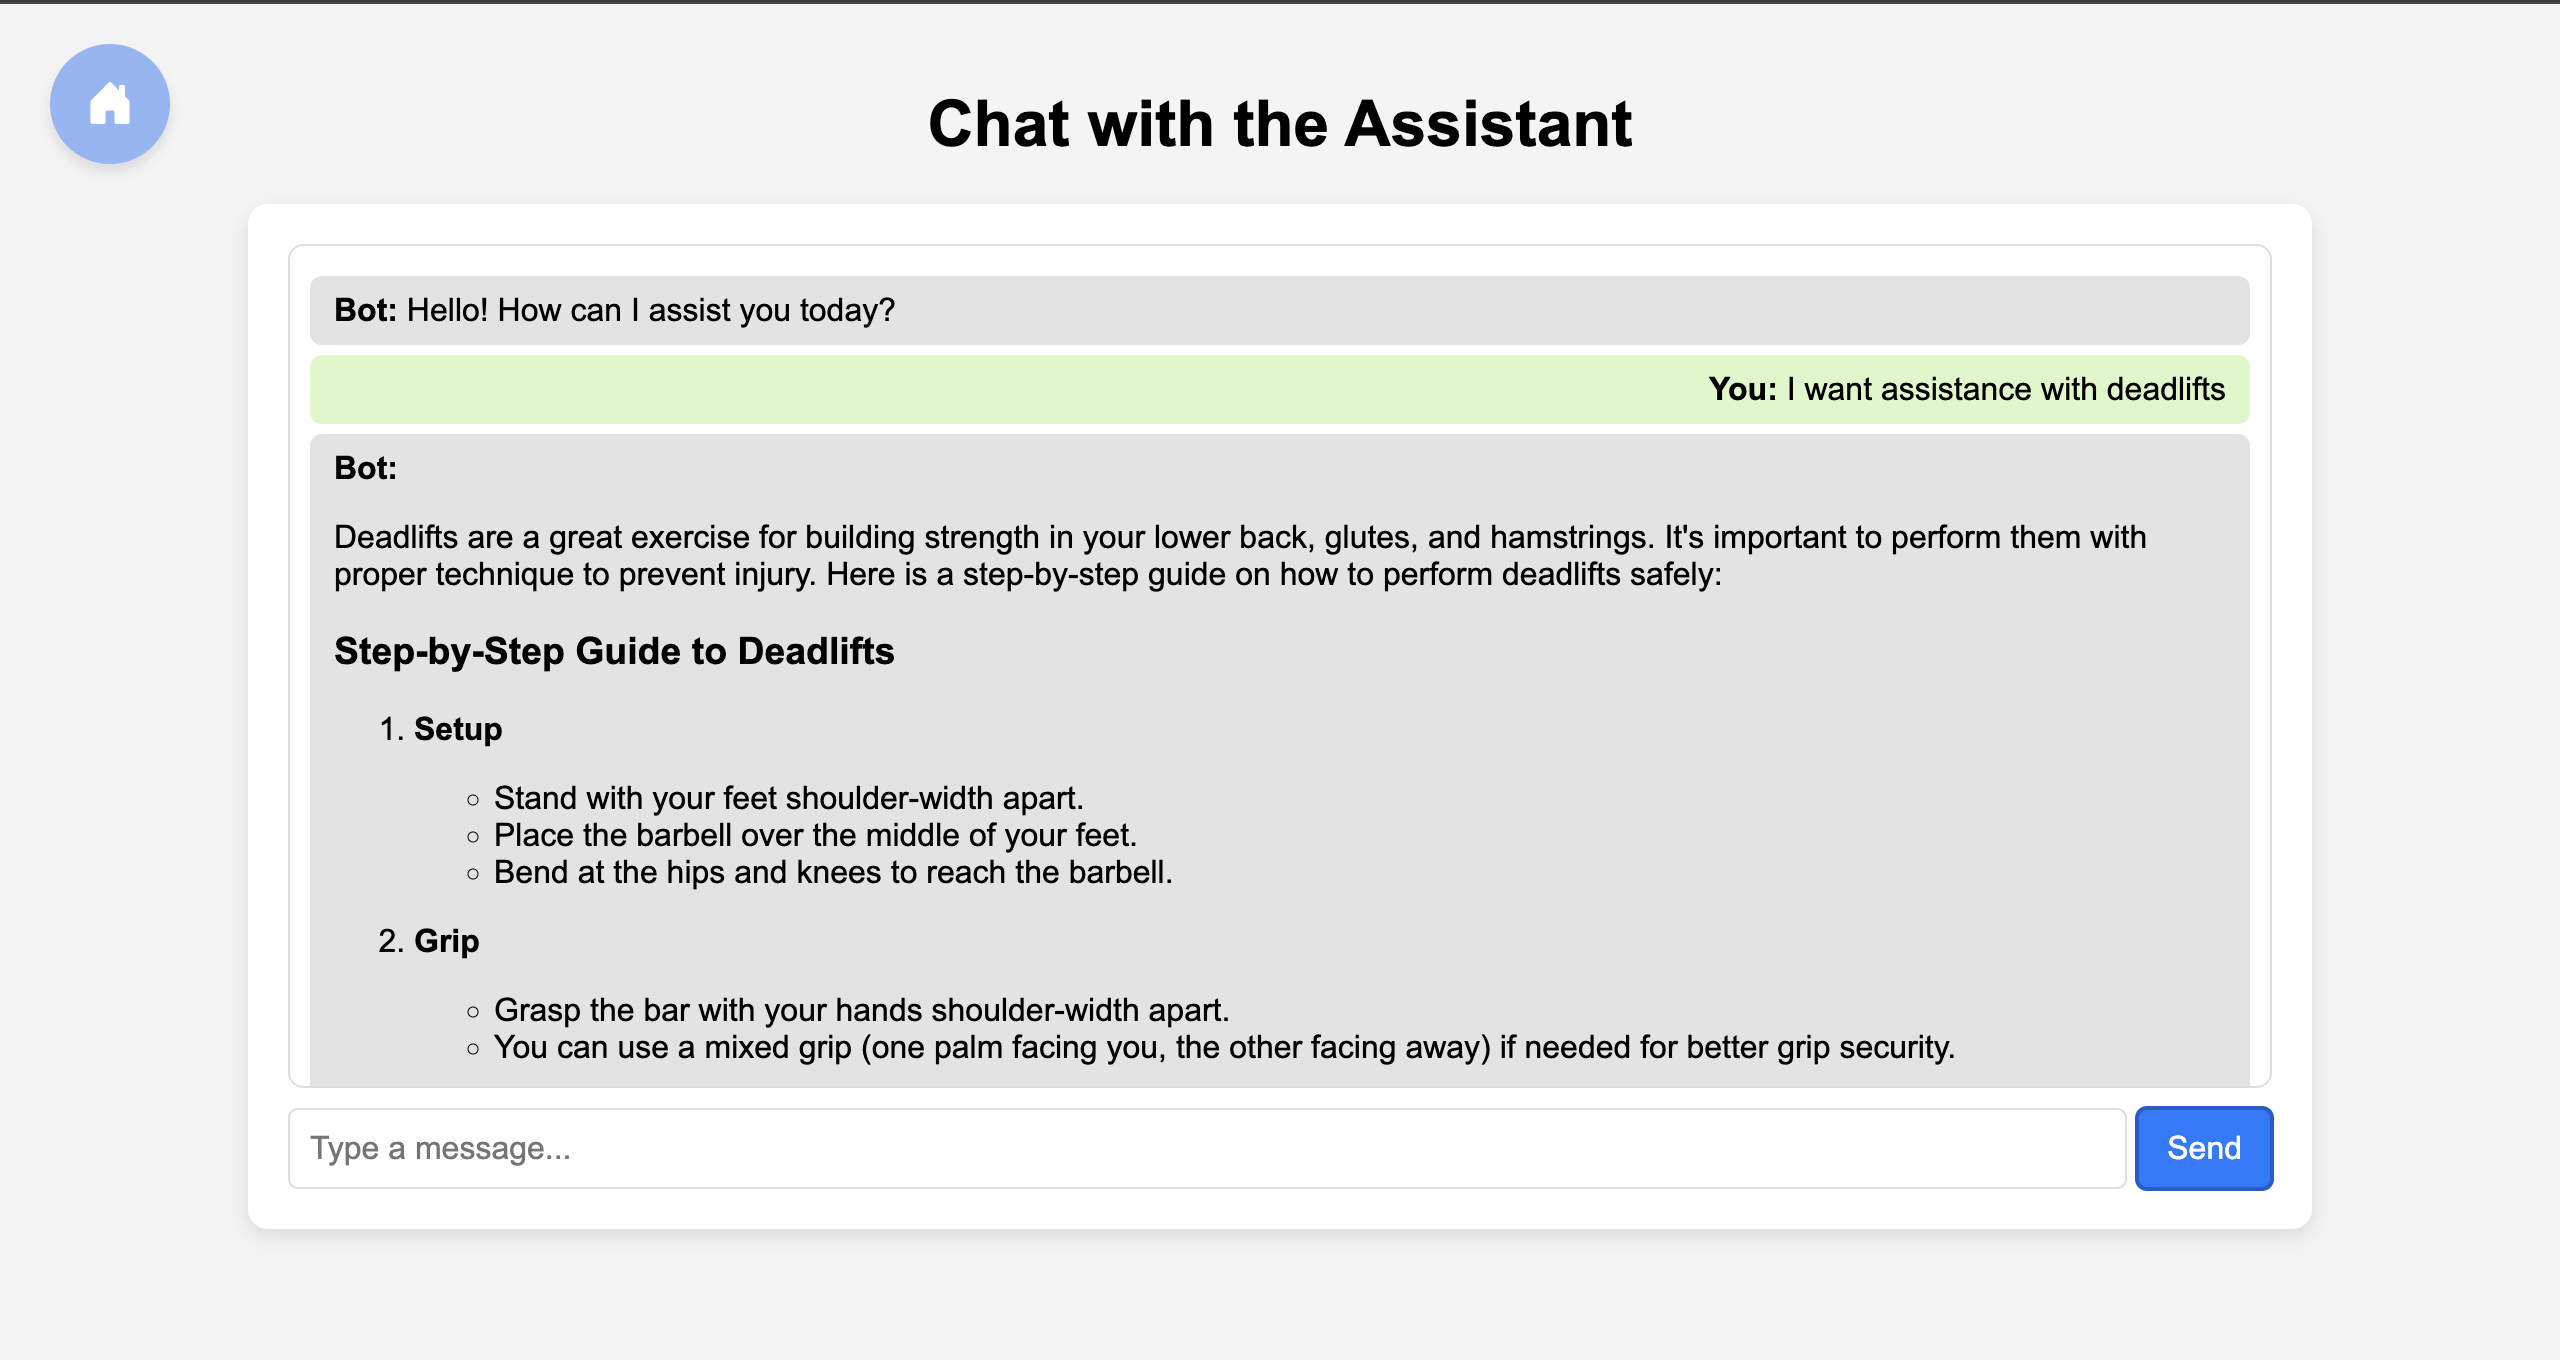 Chat with the Assistant
Bot: Hello! How can I assist you today?
You: I want assistance with deadlifts
Bot:
Deadlifts are a great exercise for building strength in your lower back, glutes, and hamstrings. It's important to perform them with
proper technique to prevent injury. Here is a step-by-step guide on how to perform deadlifts safely:
Step-by-Step Guide to Deadlifts
1. Setup
Stand with your feet shoulder-width apart.
Place the barbell over the middle of your feet.
Bend at the hips and knees to reach the barbell.
2. Grip
Grasp the bar with your hands shoulder-width apart.
You can use a mixed grip (one palm facing you, the other facing away) if needed for better grip security.
Type a message...
Send